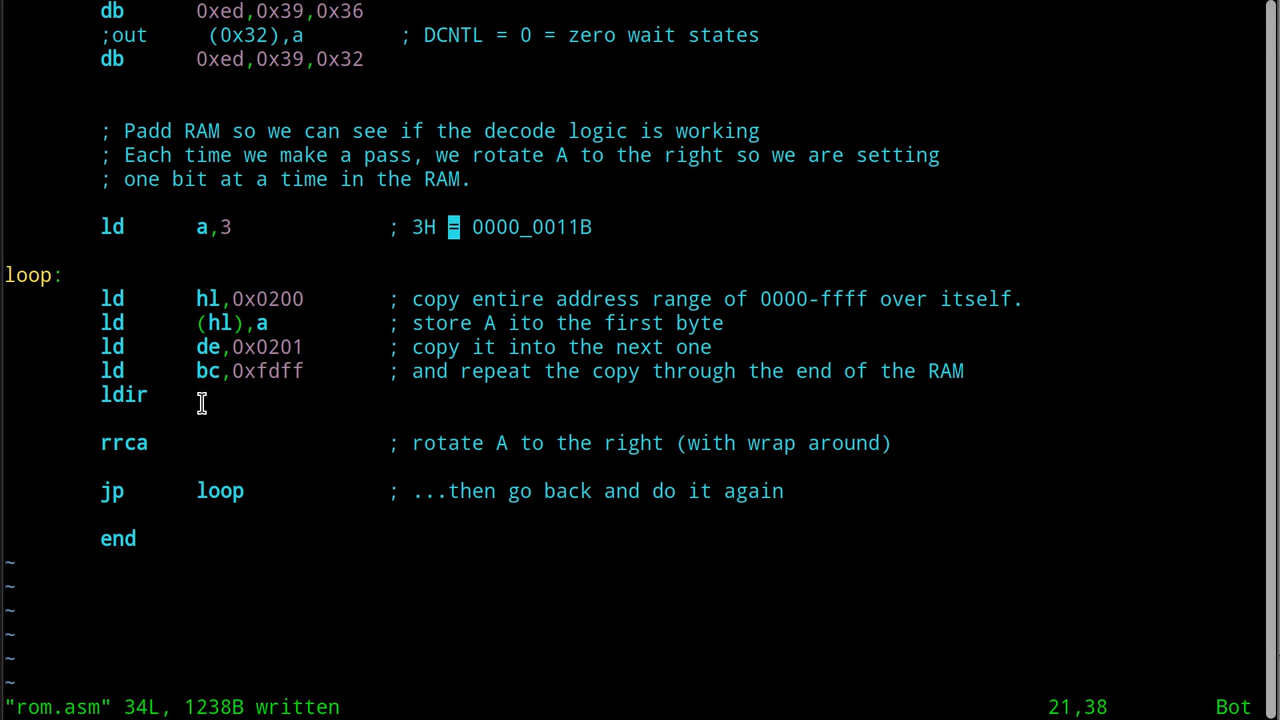 db      0xed,0x39,0x36
;out     (0x32),a        ; DCNTL = 0 = zero wait states
db      0xed,0x39,0x32
; Padd RAM so we can see if the decode logic is working
; Each time we make a pass, we rotate A to the right so we are setting
; one bit at a time in the RAM.
ld      a,3             ; 3H = 0000_0011B
loop:
ld      hl,0x0200       ; copy entire address range of 0000-ffff over itself.
ld      (hl),a          ; store A ito the first byte
ld      de,0x0201       ; copy it into the next one
ld      bc,0xfdff       ; and repeat the copy through the end of the RAM
ldir
rrca                    ; rotate A to the right (with wrap around)
jp      loop            ; ...then go back and do it again
end
~
~
~
~
~
~
"rom.asm" 34L, 1238B written                                                           21,38         Bot